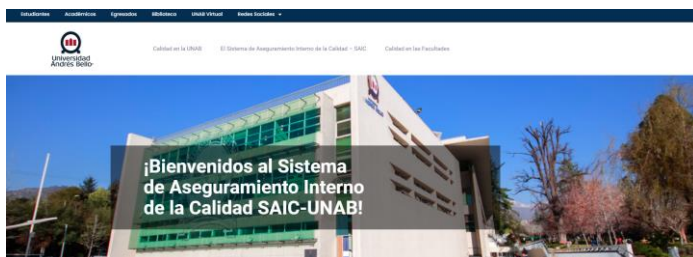 Estudiantes Académicos Egresados Biblioteca UNAB Virtual Redes Sociales
Universidad
Andrés Bello
Calidad en la UNAB El Sistema de Aseguramiento Interno de la Calidad – SAIC Calidad en las Facultades
¡Bienvenidos al Sistema
de Aseguramiento Interno
de la Calidad SAIC-UNAB!